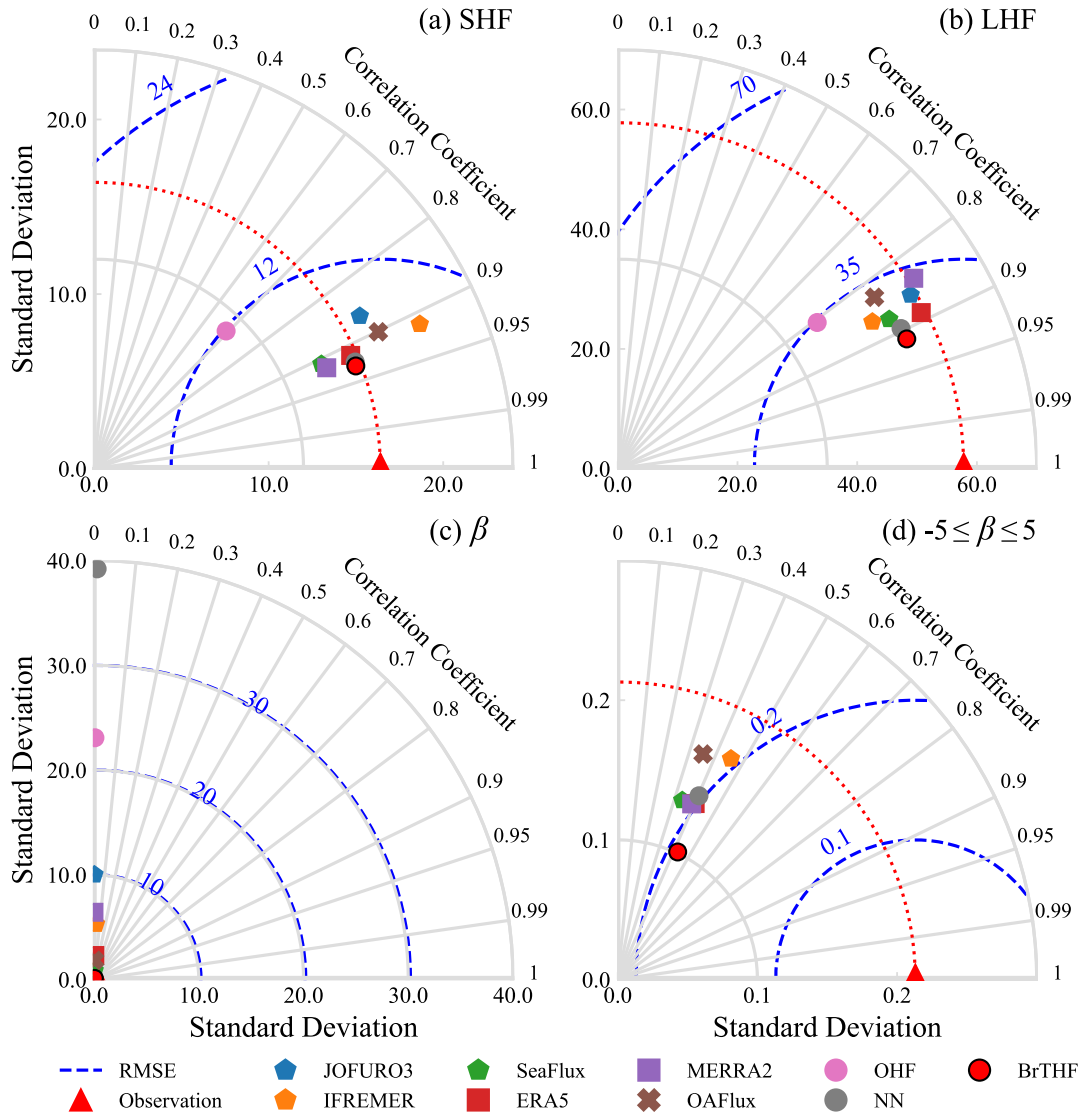 (a) SHF
0 0.1 0.2 0.3 0.4 0.5 0.6 0.7 0.8 0.9 0.95 0.99 1
Correlation Coefficient
Standard Deviation
20.0
10.0
0.0
0.0 10.0 20.0
24
12
(b) LHF
0 0.1 0.2 0.3 0.4 0.5 0.6 0.7 0.8 0.9 0.95 0.99 1
Correlation Coefficient
60.0
40.0
20.0
0.0
20.0 40.0 60.0
70
35
(c) β
0 0.1 0.2 0.3 0.4 0.5 0.6 0.7 0.8 0.9 0.95 0.99 1
Correlation Coefficient
Standard Deviation
40.0
30.0
20.0
10.0
0.0
0.0 10.0 20.0 30.0 40.0
Standard Deviation
30
20
10
(d) -5 ≤ β ≤ 5
0 0.1 0.2 0.3 0.4 0.5 0.6 0.7 0.8 0.9 0.95 0.99 1
Correlation Coefficient
0.2
0.1
0.0
0.0 0.1 0.2
Standard Deviation
0.2
0.1
RMSE JOFURO3 SeaFlux MERRA2 OHF BrTHF
Observation IFREMER ERA5 OAFlux NN